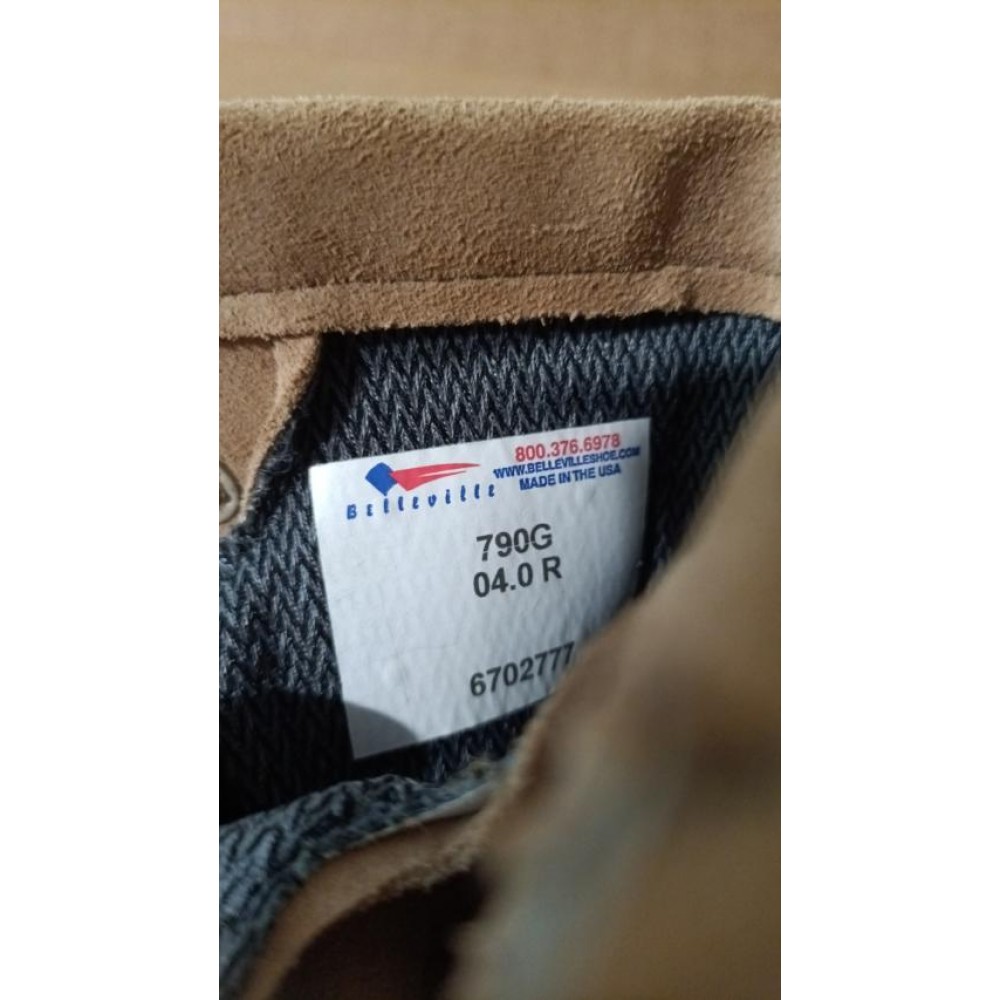 800.376.6978
WWW.BELLEVILLESHOE.COM
MADE IN THE USA
Belleville
790G
04.0 R
6702777